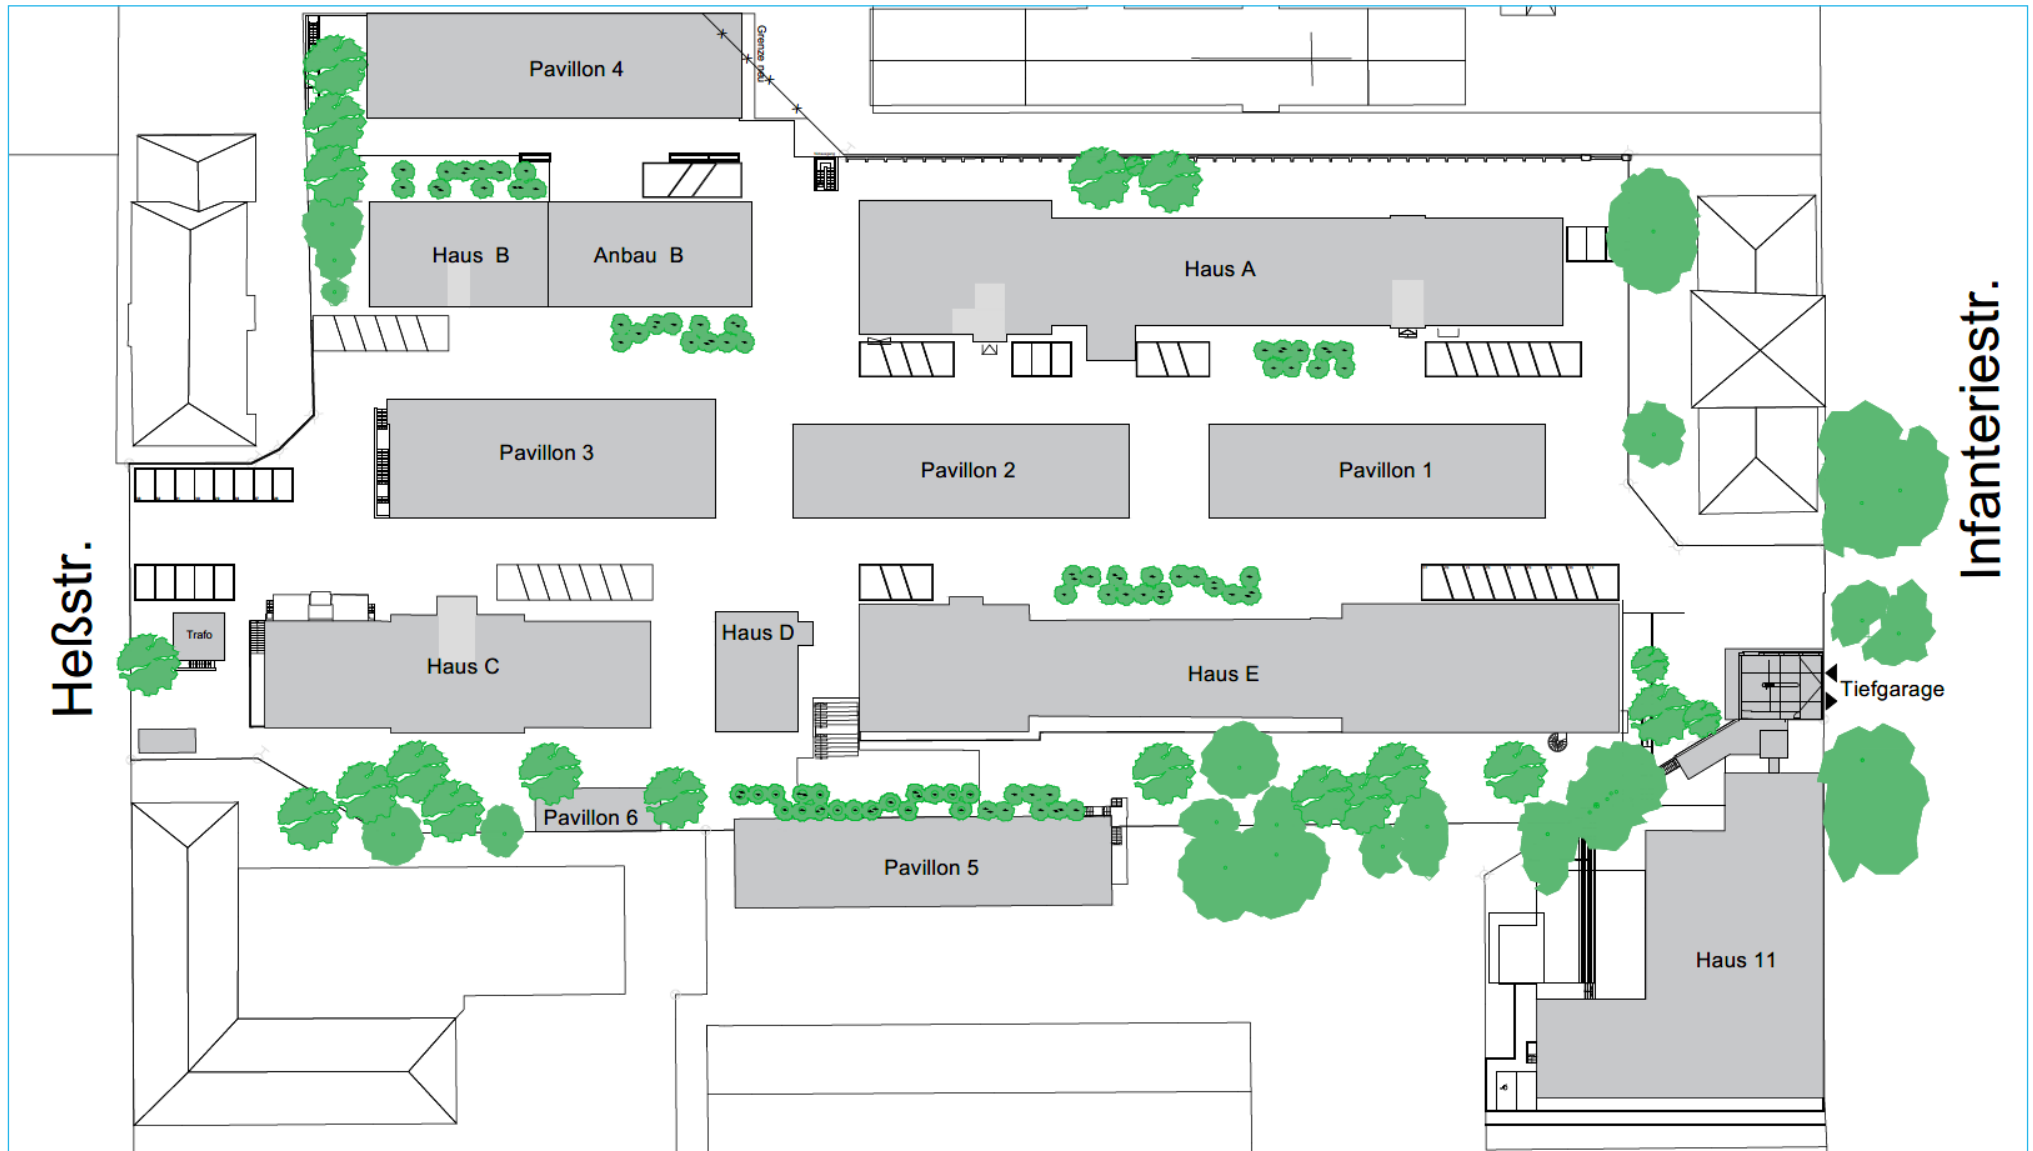 Pavillon 4
Grenze neu
Haus B
Anbau B
Haus A
Pavillon 3
Pavillon 2
Pavillon 1
Heßstr.
Infanteriestr.
Trafo
Haus C
Haus D
Haus E
Tiefgarage
Pavillon 6
Pavillon 5
Haus 11